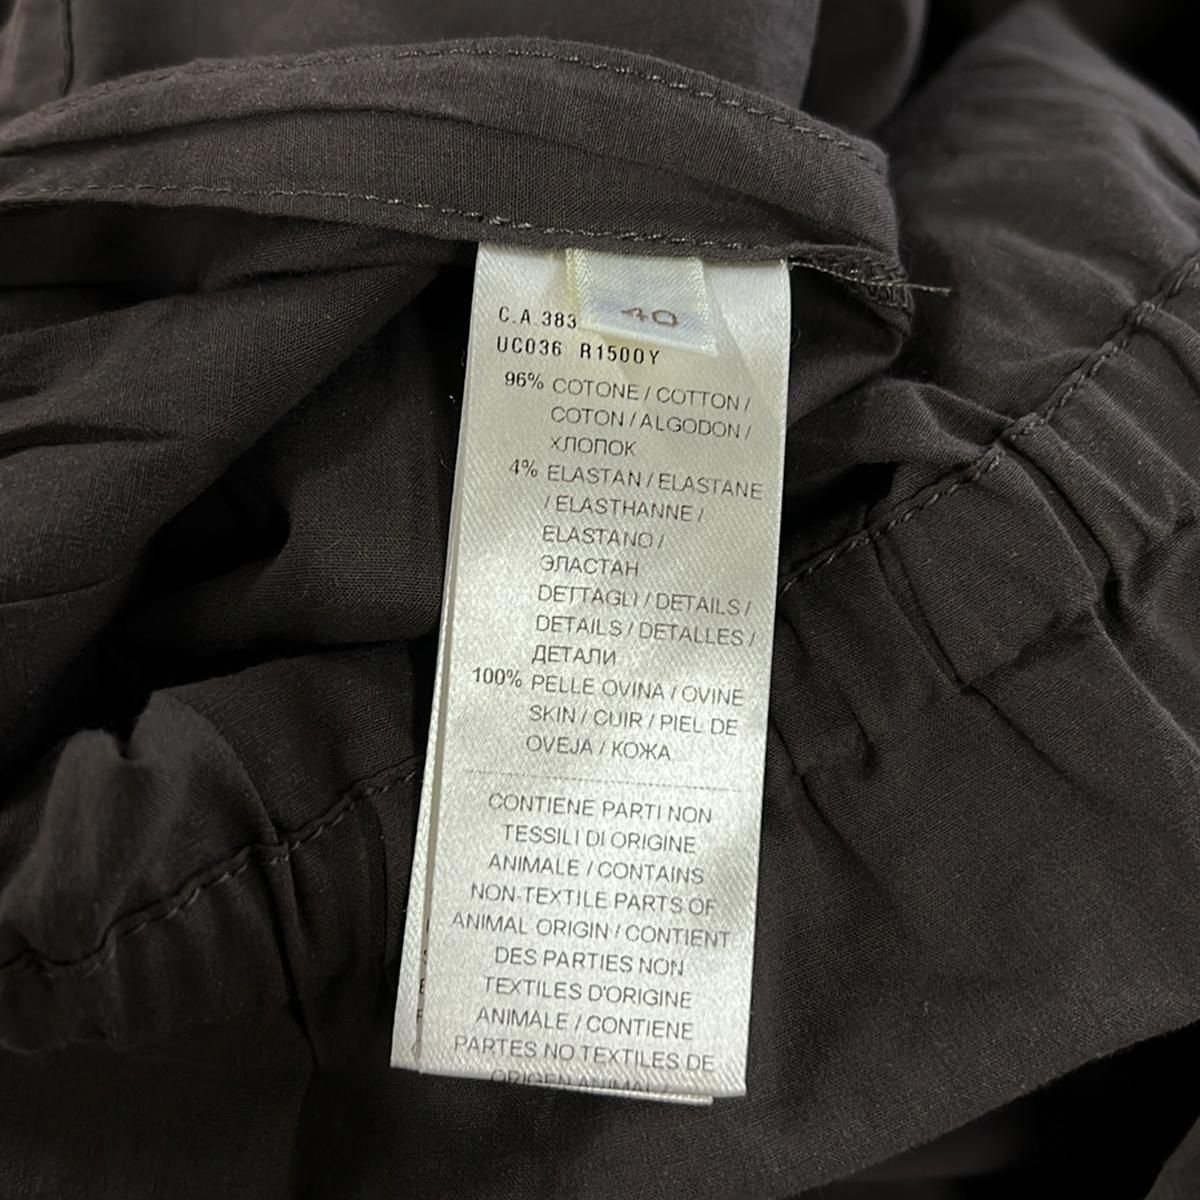 40
C.A.383
UC036 R1500Y
96% COTONE / COTTON /
COTON / ALGODON /
ХЛОПОК
4% ELASTAN / ELASTANE
/ ELASTHANNE /
ELASTANO /
ЭЛАСТАН
DETTAGLI / DETAILS /
DETAILS / DETALLES /
ДЕТАЛИ
100% PELLE OVINA / OVINE
SKIN / CUIR / PIEL DE
OVEJA / КОЖА
CONTIENE PARTI NON
TESSILI DI ORIGINE
ANIMALE / CONTAINS
NON-TEXTILE PARTS OF
ANIMAL ORIGIN / CONTIENT
DES PARTIES NON
TEXTILES D'ORIGINE
ANIMALE / CONTIENE
PARTES NO TEXTILES DE
ORIGEN ANIMAL /